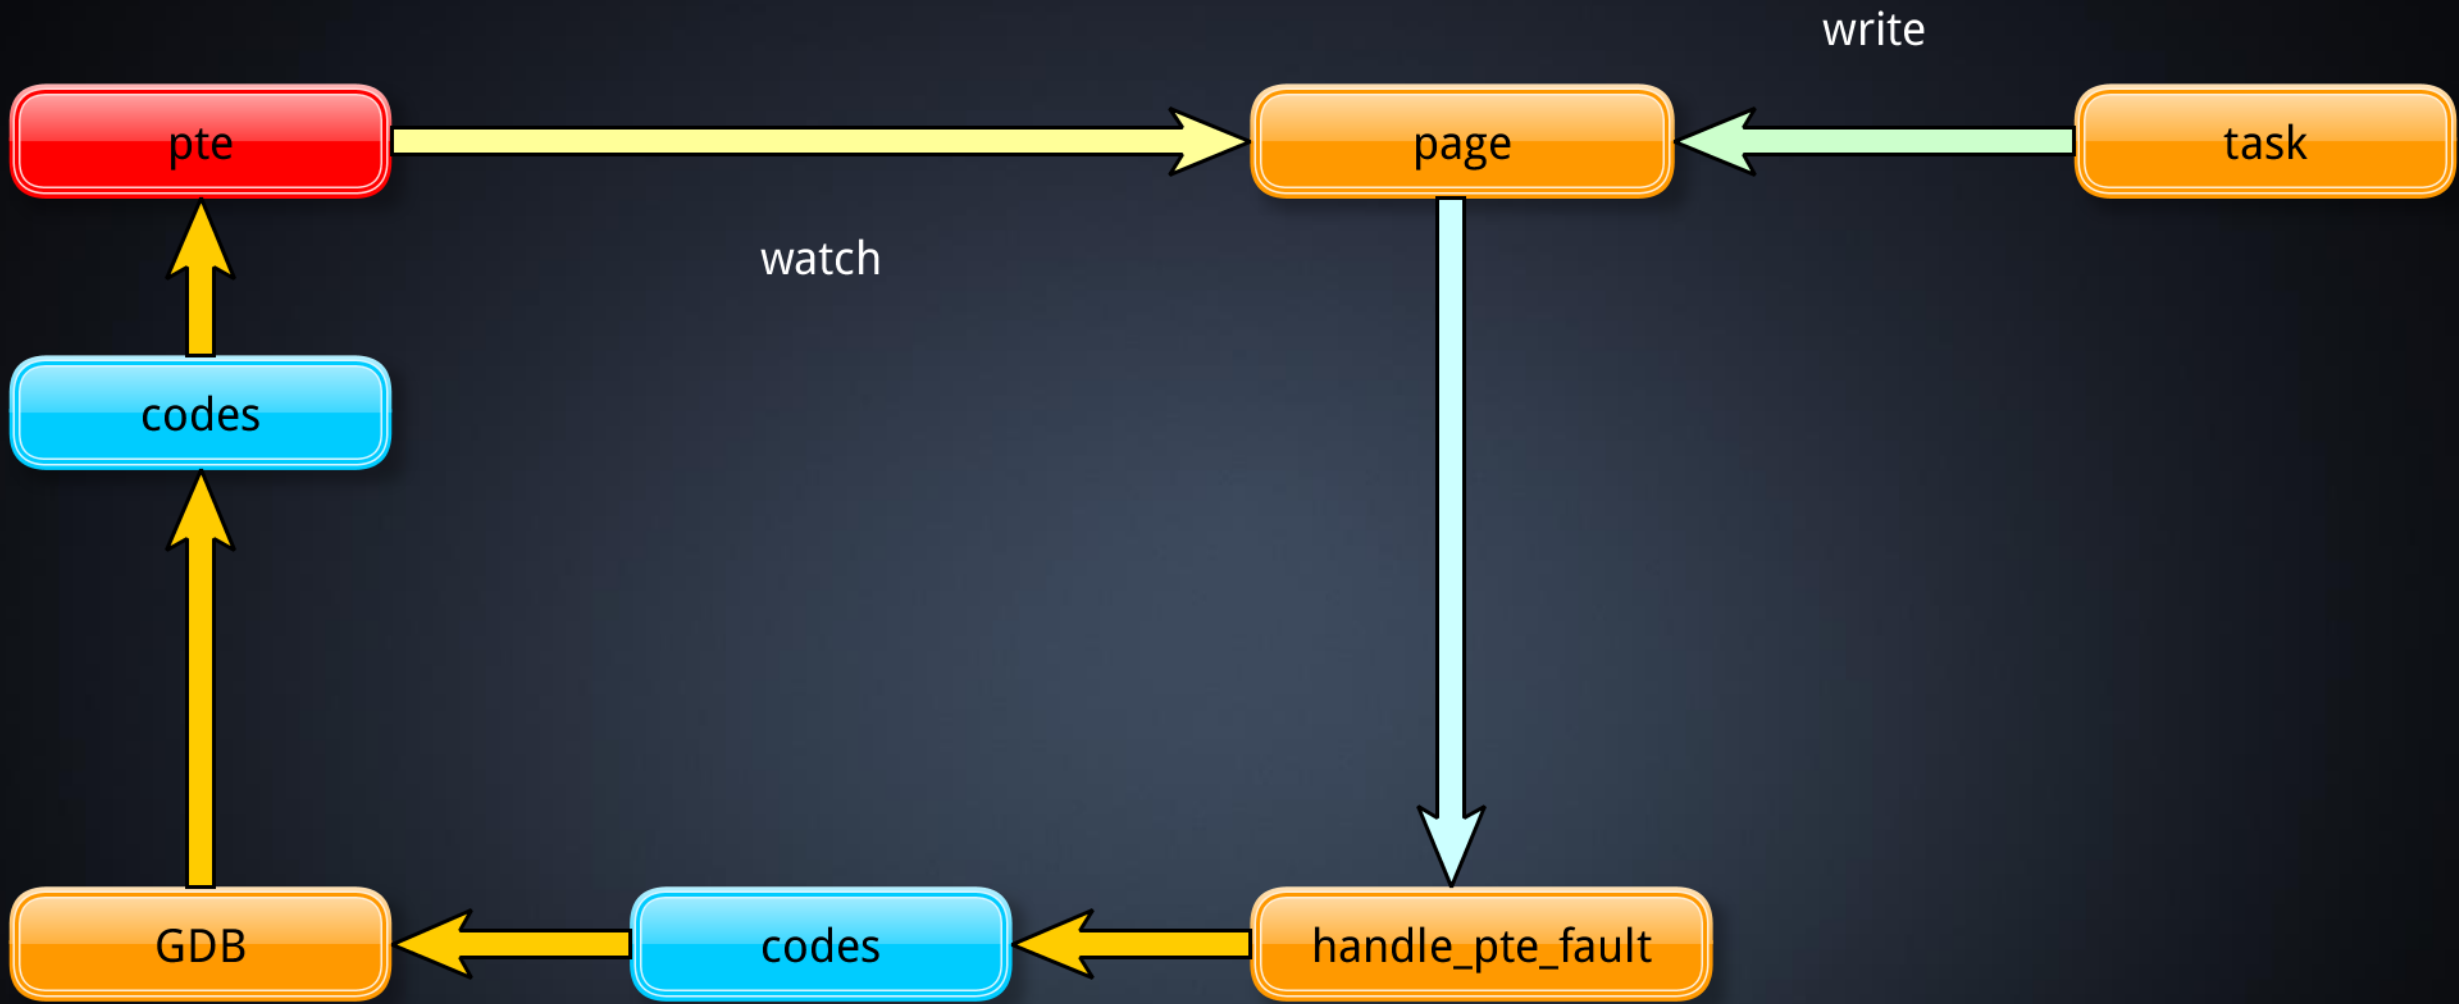 write
pte
page
task
watch
codes
GDB
codes
handle_pte_fault